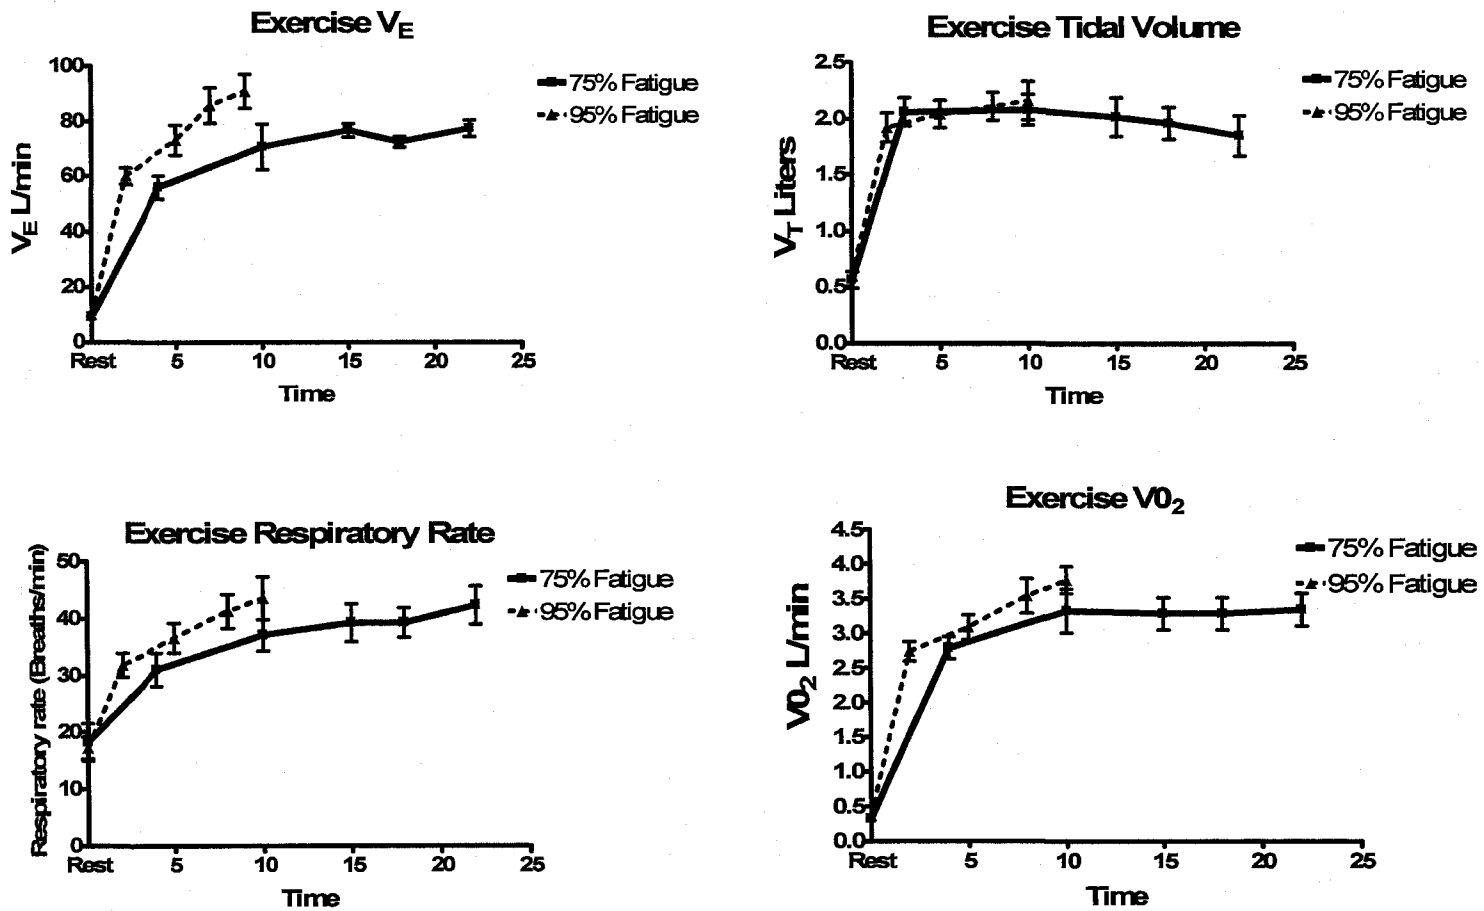 Exercise VE
100
80
60
40
20
0
VE L/min
Rest 5 10 15 20 25
Time
75% Fatigue
95% Fatigue
Exercise Tidal Volume
2.5
2.0
1.5
1.0
0.5
0.0
VT Liters
Rest 5 10 15 20 25
Time
75% Fatigue
95% Fatigue
Exercise Respiratory Rate
50
40
30
20
10
0
Respiratory rate (Breaths/min)
Rest 5 10 15 20 25
Time
75% Fatigue
95% Fatigue
Exercise V0₂
4.5
4.0
3.5
3.0
2.5
2.0
1.5
1.0
0.5
0.0
V0₂ L/min
Rest 5 10 15 20 25
Time
75% Fatigue
95% Fatigue